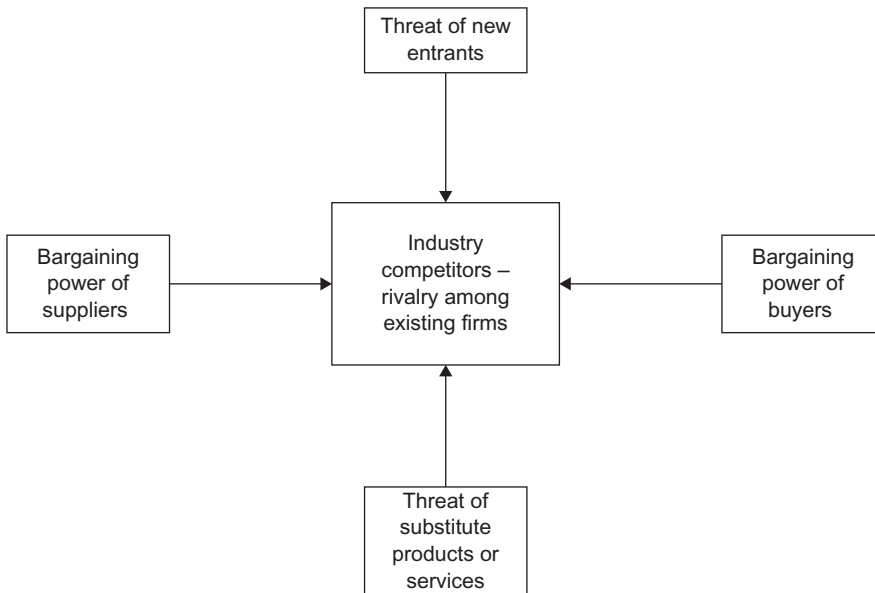 Threat of new
entrants
Bargaining
power of
suppliers
Industry
competitors –
rivalry among
existing firms
Bargaining
power of
buyers
Threat of
substitute
products or
services